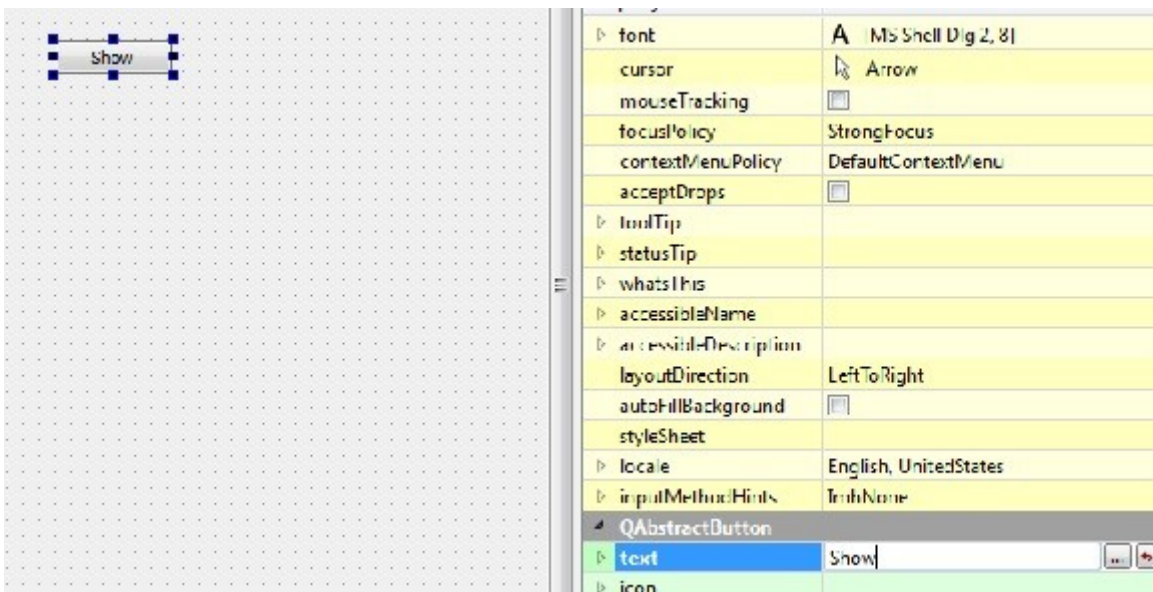 Show
font A [MS Shell Dlg 2, 8]
cursor Arrow
mouseTracking
focusPolicy StrongFocus
contextMenuPolicy DefaultContextMenu
acceptDrops
toolTip
statusTip
whatsThis
accessibleName
accessibleDescription
layoutDirection LeftToRight
autoFillBackground
styleSheet
locale English, UnitedStates
inputMethodHints ImhNone
QAbstractButton
text Show ...
icon